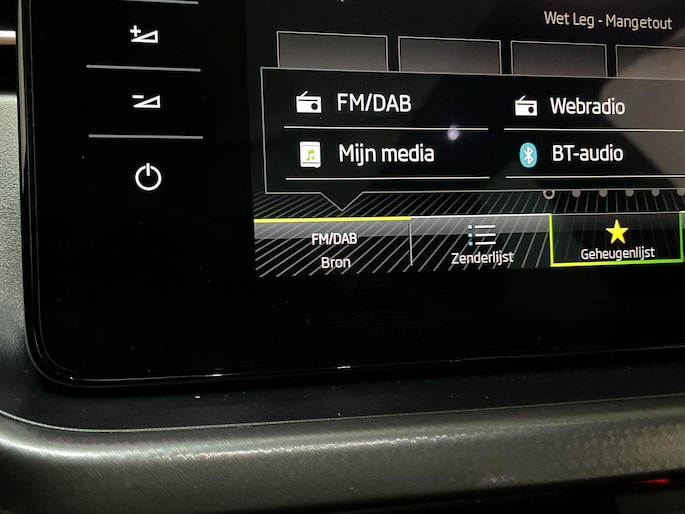 Wet Leg - Mangetout
FM/DAB
Webradio
Mijn media
BT-audio
FM/DAB
Bron
Zenderlijst
Geheugenlijst